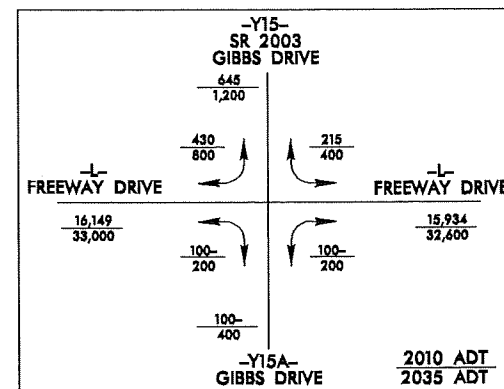 -Y15-
SR 2003
GIBBS DRIVE
645
1,200
430
800
215
400
-L-
FREEWAY DRIVE
-L-
FREEWAY DRIVE
16,149
33,000
15,934
32,600
100-
200
100-
200
100-
400
-Y15A-
GIBBS DRIVE
2010 ADT
2035 ADT